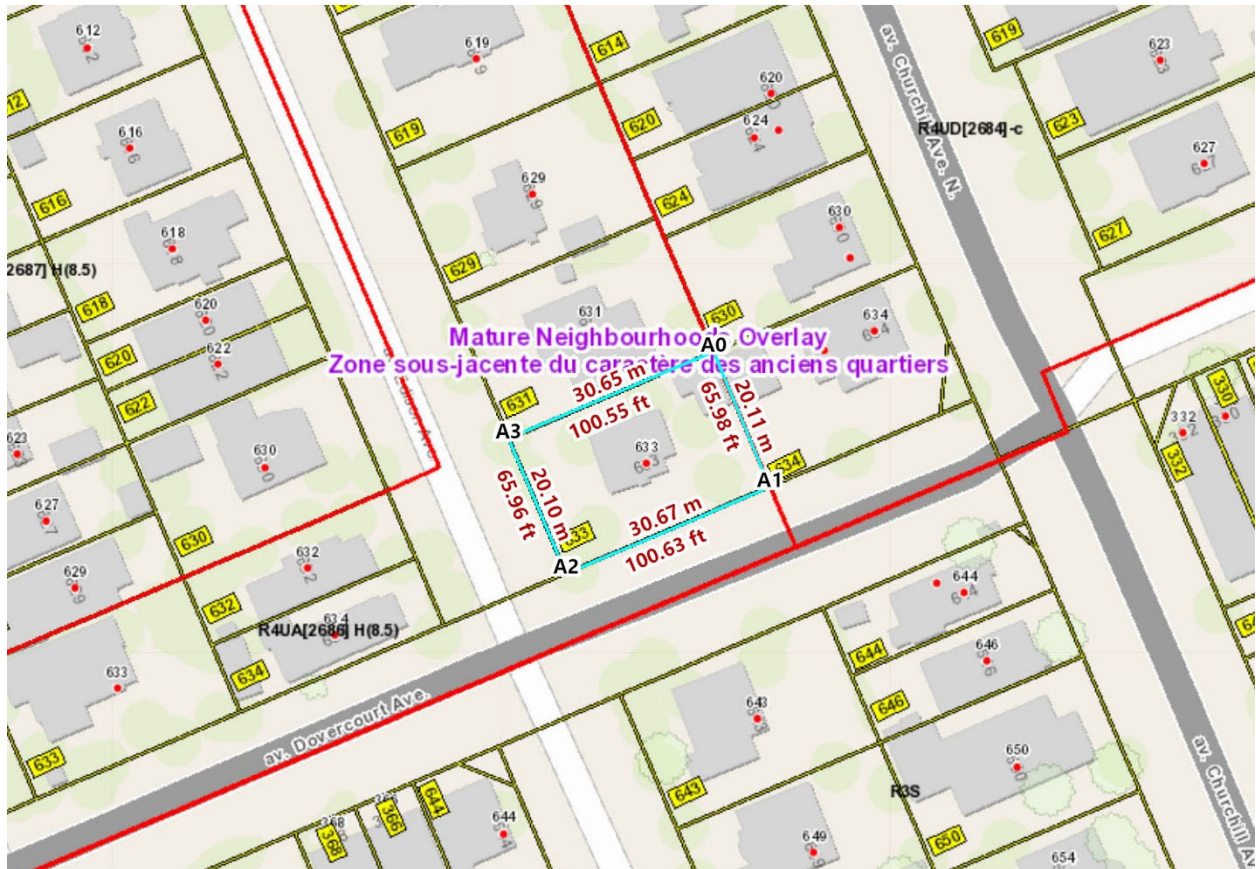 612
619
614
619
623
620
624
R4UD[2684]-c
av. Churchill Ave. N.
616
619
620
623
627
616
629
618
624
630
627
2687] H(8.5)
629
618
620
631
630
634
Mature Neighbourhoods Overlay
Zone sous-jacente du caractère des anciens quartiers
A0
622
620
30.65 m
100.55 ft
20.11 m
65.98 ft
631
622
A3
330
332
332
623
630
633
634
A1
20.10 m
65.96 ft
30.67 m
100.63 ft
633
A2
627
630
632
629
632
644
R4UA[2686] H(8.5)
634
634
644
646
633
643
646
av. Dovercourt Ave.
650
633
643
R3S
av. Churchill A
644
366
368
368
644
649
650
654